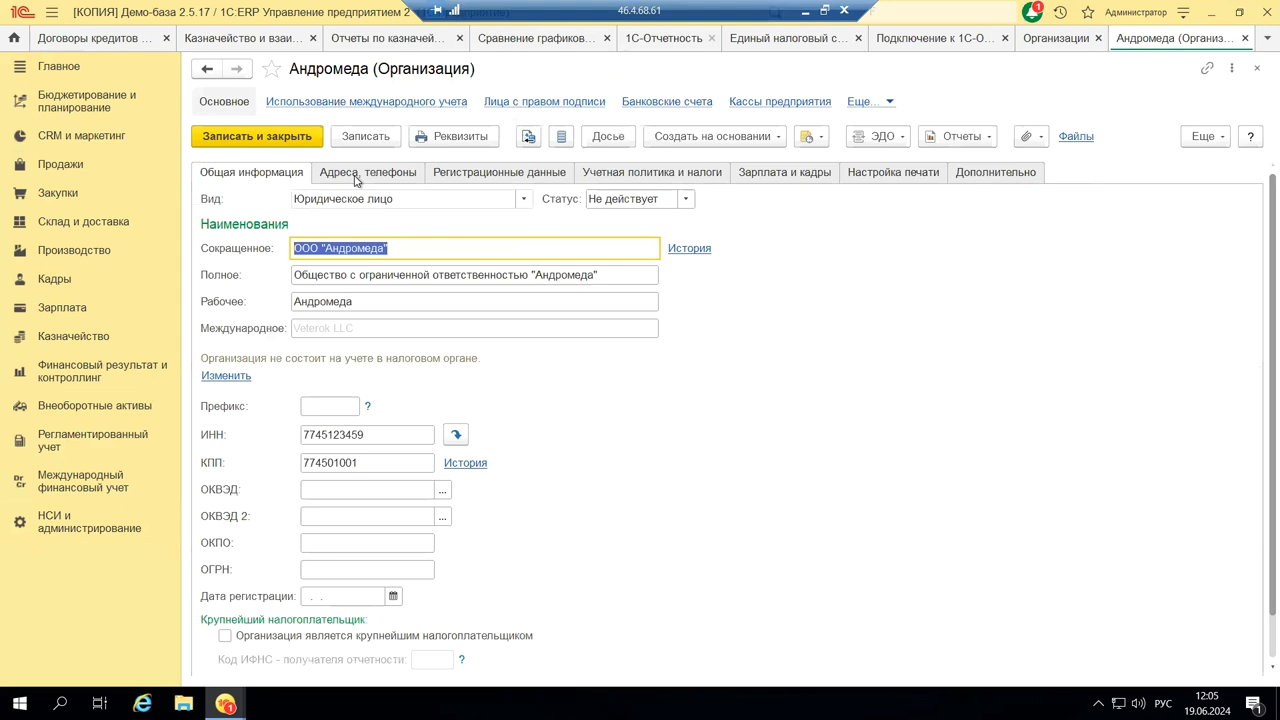 [КОПИЯ] Демо-база 2.5.17 / 1С:ERP Управление предприятием 2
46.4.68.61
1
Администратор
Договоры кредитов ...
Казначейство и взаи...
Отчеты по казначей...
Сравнение графиков...
1С-Отчетность
Единый налоговый с...
Подключение к 1С-О...
Организации
Андромеда (Организ...
Главное
Бюджетирование и
планирование
CRM и маркетинг
Продажи
Закупки
Склад и доставка
Производство
Кадры
Зарплата
Казначейство
Финансовый результат и
контроллинг
Внеоборотные активы
Регламентированный
учет
Международный
финансовый учет
НСИ и
администрирование
Андромеда (Организация)
Основное
Использование международного учета
Лица с правом подписи
Банковские счета
Кассы предприятия
Еще...
Записать и закрыть
Записать
Реквизиты
Досье
Создать на основании
ЭДО
Отчеты
Файлы
Еще
?
Общая информация
Адреса, телефоны
Регистрационные данные
Учетная политика и налоги
Зарплата и кадры
Настройка печати
Дополнительно
Вид: Юридическое лицо
Статус: Не действует
Наименования
Сокращенное: ООО "Андромеда" История
Полное: Общество с ограниченной ответственностью "Андромеда"
Рабочее: Андромеда
Международное: Veterok LLC
Организация не состоит на учете в налоговом органе.
Изменить
Префикс: ?
ИНН: 7745123459
КПП: 774501001 История
ОКВЭД: ...
ОКВЭД 2: ...
ОКПО:
ОГРН:
Дата регистрации: . .
Крупнейший налогоплательщик:
Организация является крупнейшим налогоплательщиком
Код ИФНС - получателя отчетности: ?
1
РУС
12:05
19.06.2024
1